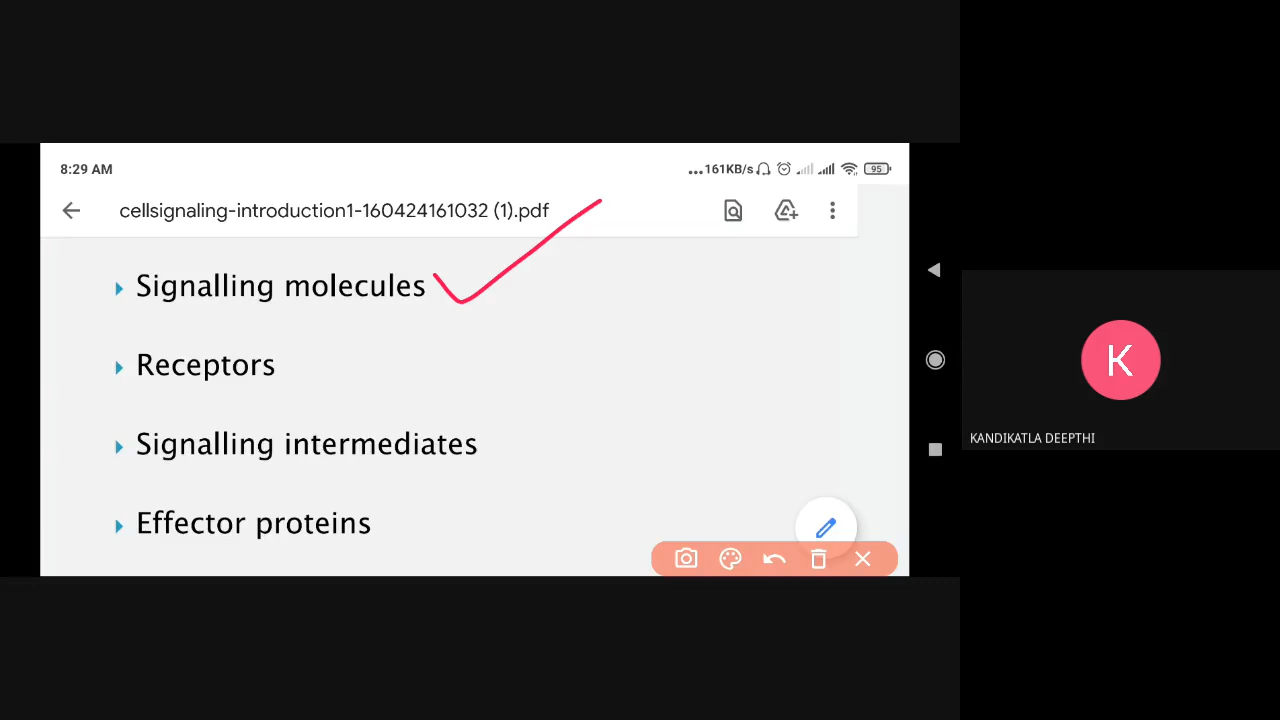 8:29 AM
...161KB/s
95
cellsignaling-introduction1-160424161032 (1).pdf
Signalling molecules
Receptors
Signalling intermediates
Effector proteins
K
KANDIKATLA DEEPTHI